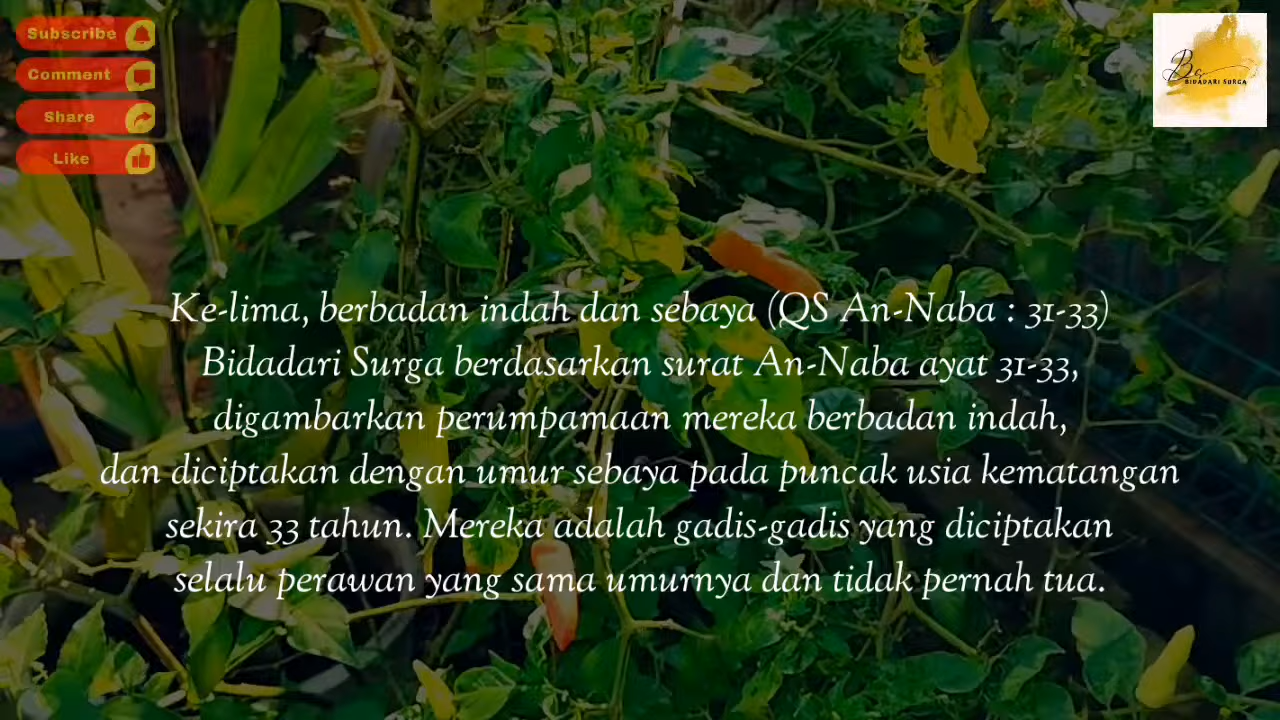 Subscribe
Comment
Share
Like
Bs
BIDADARI SURGA
Ke-lima, berbadan indah dan sebaya (QS An-Naba : 31-33)
Bidadari Surga berdasarkan surat An-Naba ayat 31-33,
digambarkan perumpamaan mereka berbadan indah,
dan diciptakan dengan umur sebaya pada puncak usia kematangan
sekira 33 tahun. Mereka adalah gadis-gadis yang diciptakan
selalu perawan yang sama umurnya dan tidak pernah tua.